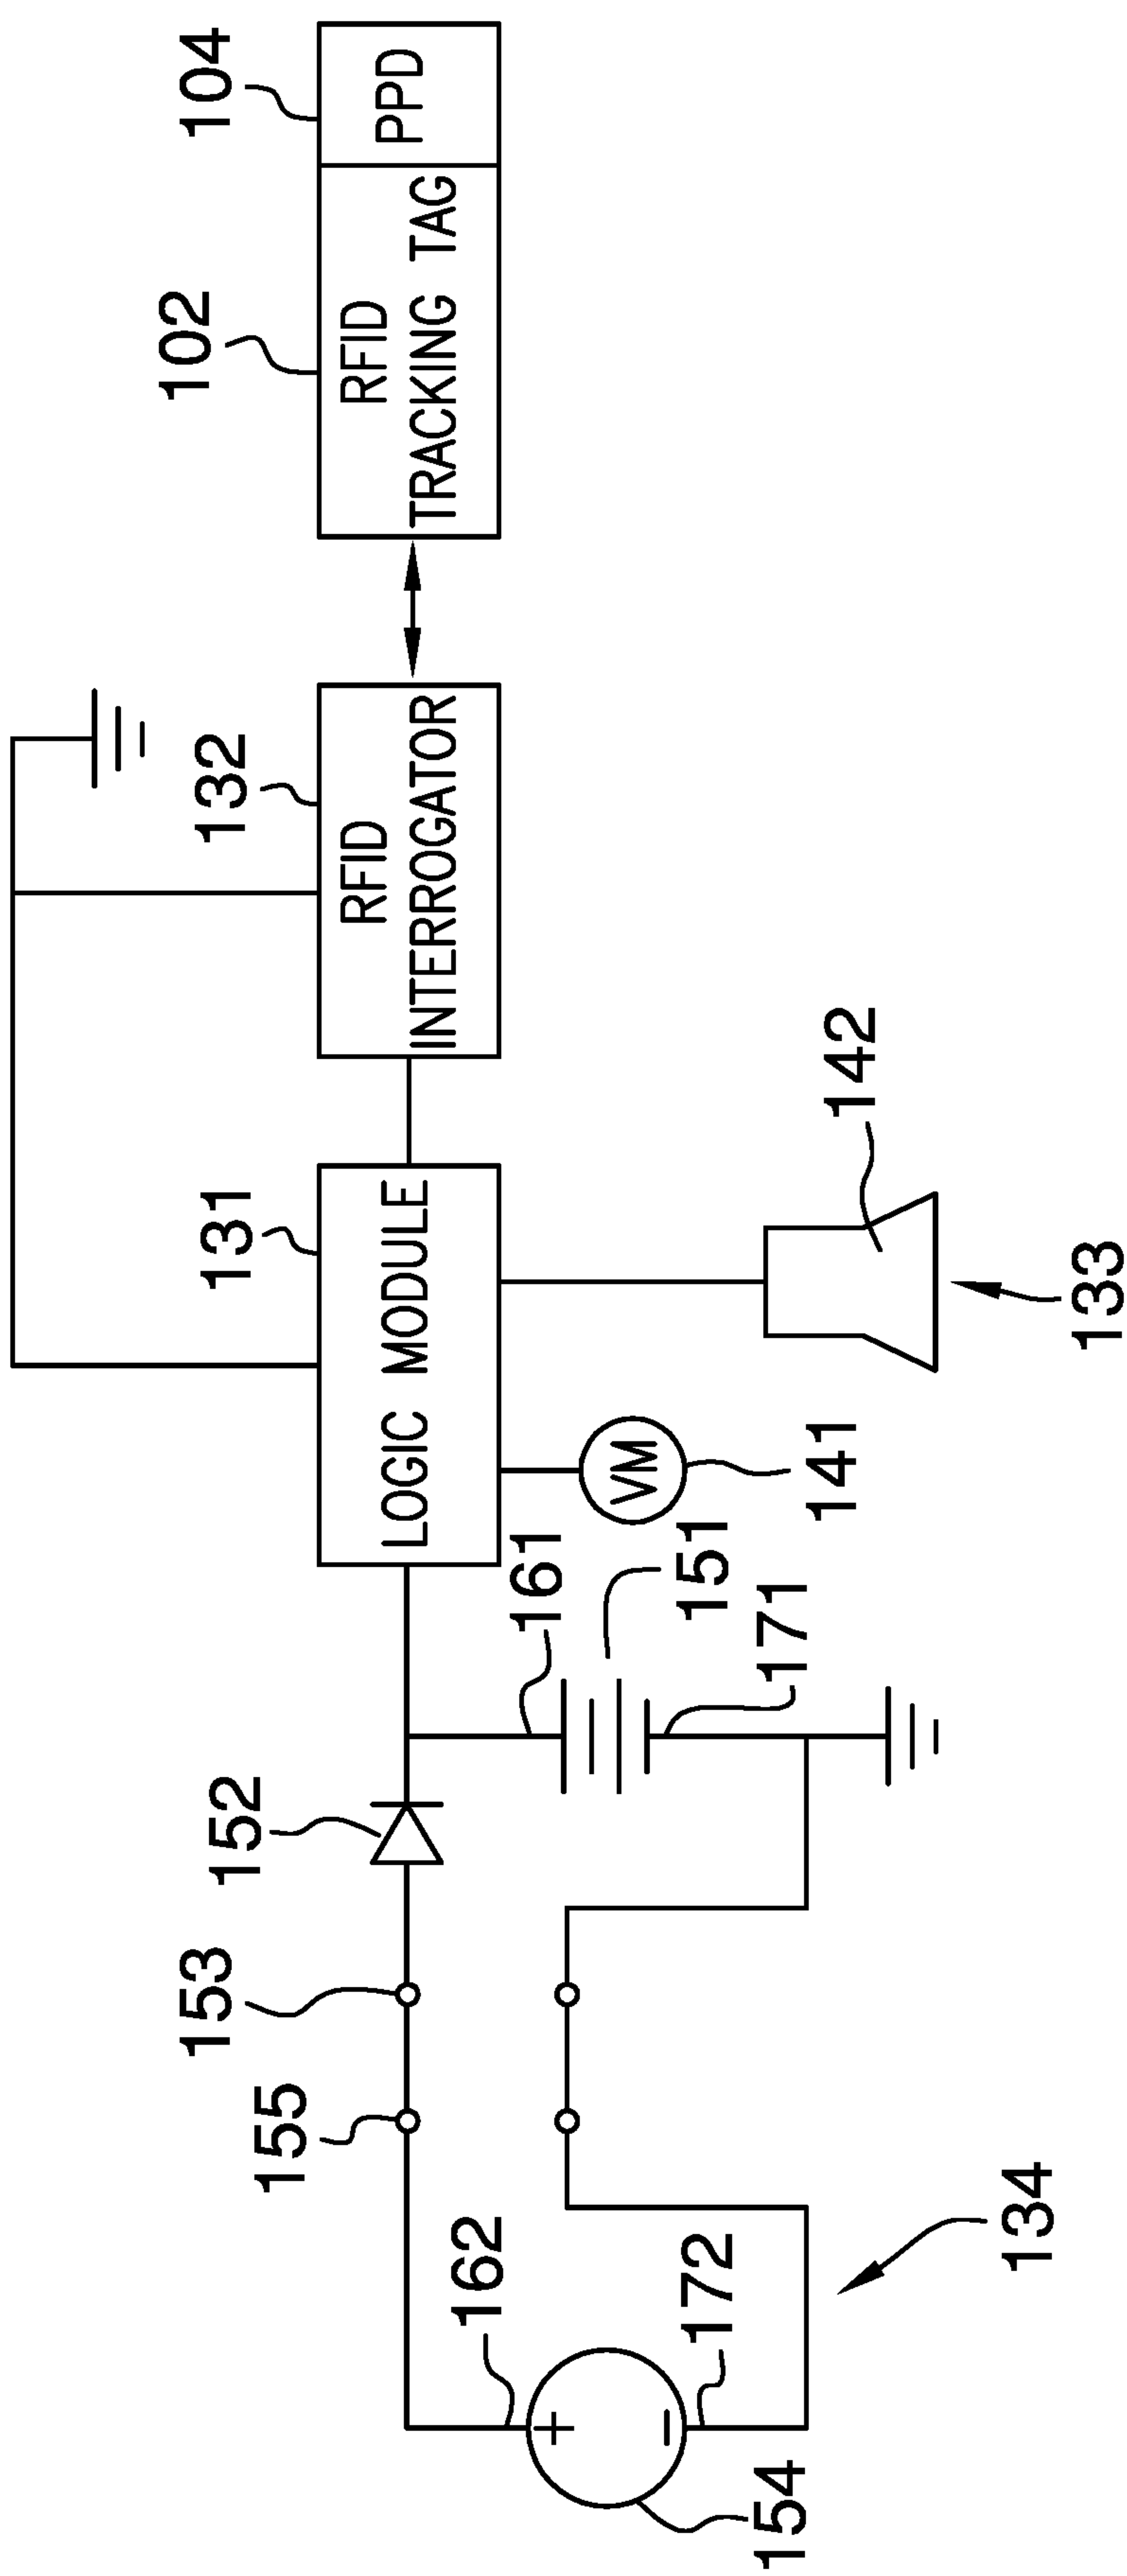 104
102
132
131
152
153
155
PPD
RFID
TRACKING TAG
RFID
INTERROGATOR
LOGIC MODULE
161
162
VM
+
−
151
141
142
171
172
154
133
134